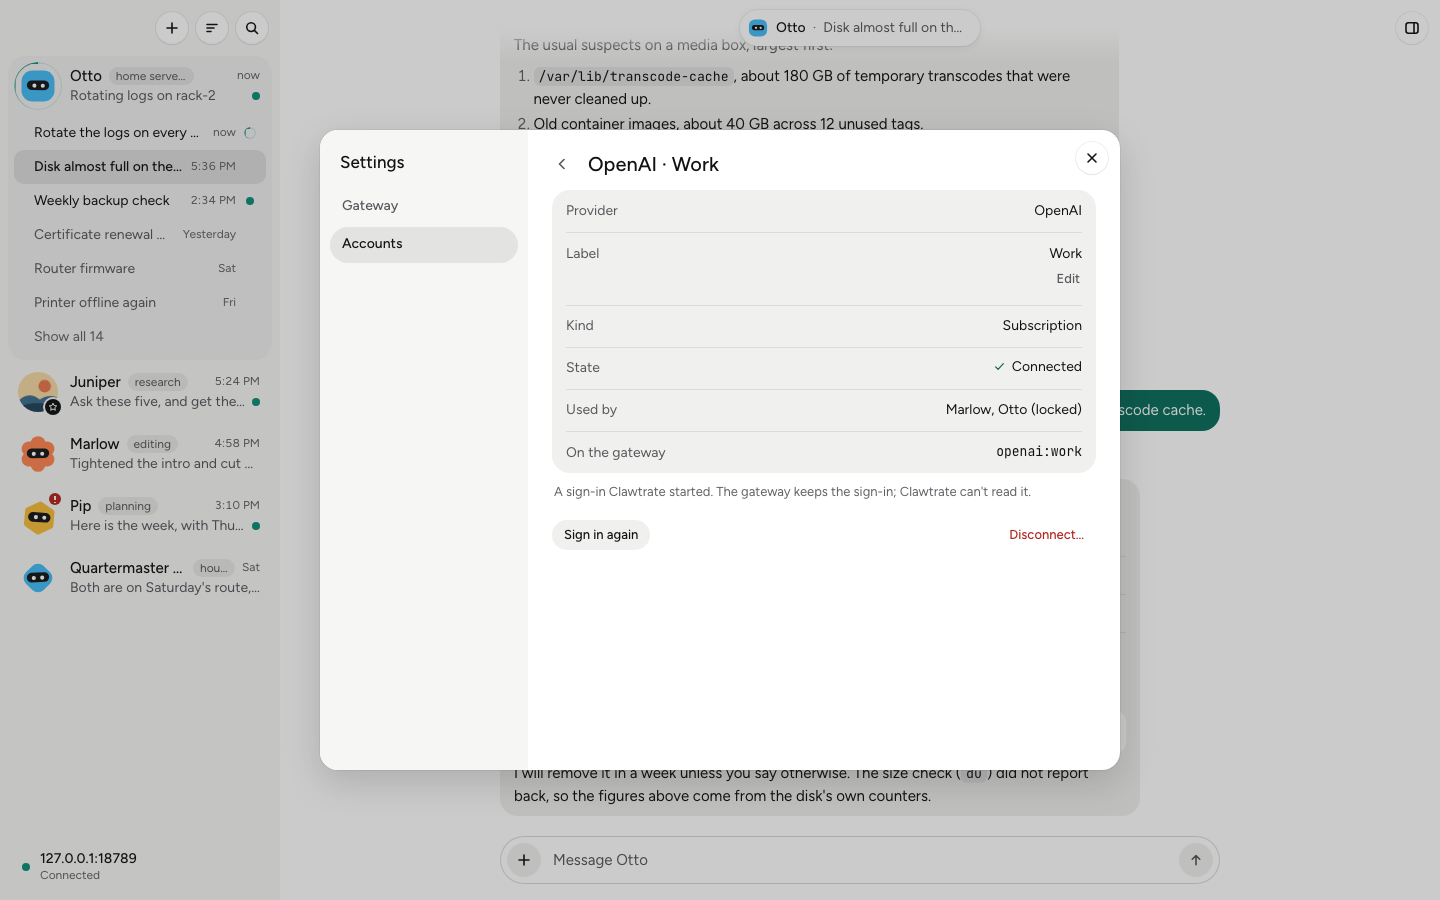 Otto
home serve...
now
Rotating logs on rack-2
Rotate the logs on every ...
now
Disk almost full on the...
5:36 PM
Weekly backup check
2:34 PM
Certificate renewal ...
Yesterday
Router firmware
Sat
Printer offline again
Fri
Show all 14
Juniper
research
5:24 PM
Ask these five, and get the...
Marlow
editing
4:58 PM
Tightened the intro and cut ...
Pip
planning
3:10 PM
Here is the week, with Thu...
Quartermaster ...
hou...
Sat
Both are on Saturday's route,...
127.0.0.1:18789
Connected
Otto · Disk almost full on th...
The usual suspects on a media box, largest first:
1. /var/lib/transcode-cache, about 180 GB of temporary transcodes that were
never cleaned up.
2. Old container images, about 40 GB across 12 unused tags.
scode cache.
Settings
Gateway
Accounts
OpenAI · Work
Provider
OpenAI
Label
Work
Edit
Kind
Subscription
State
Connected
Used by
Marlow, Otto (locked)
On the gateway
openai:work
A sign-in Clawtrate started. The gateway keeps the sign-in; Clawtrate can't read it.
Sign in again
Disconnect...
I will remove it in a week unless you say otherwise. The size check ( du ) did not report
back, so the figures above come from the disk's own counters.
Message Otto